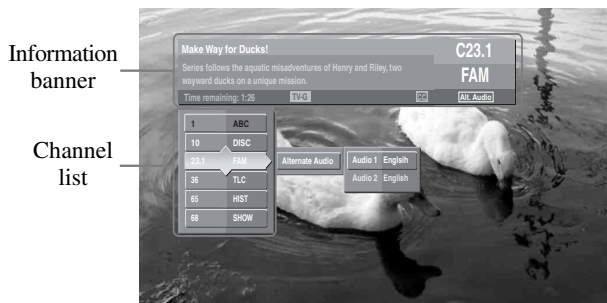 Information
banner
Make Way for Ducks!
C23.1
Series follows the aquatic misadventures of Henry and Riley, two
wayward ducks on a unique mission.
FAM
Time remaining: 1:26 TV-G CC Alt. Audio
Channel
list
1 ABC
10 DISC
23.1 FAM Alternate Audio Audio 1 Englsih
36 TLC Audio 2 English
65 HIST
68 SHOW